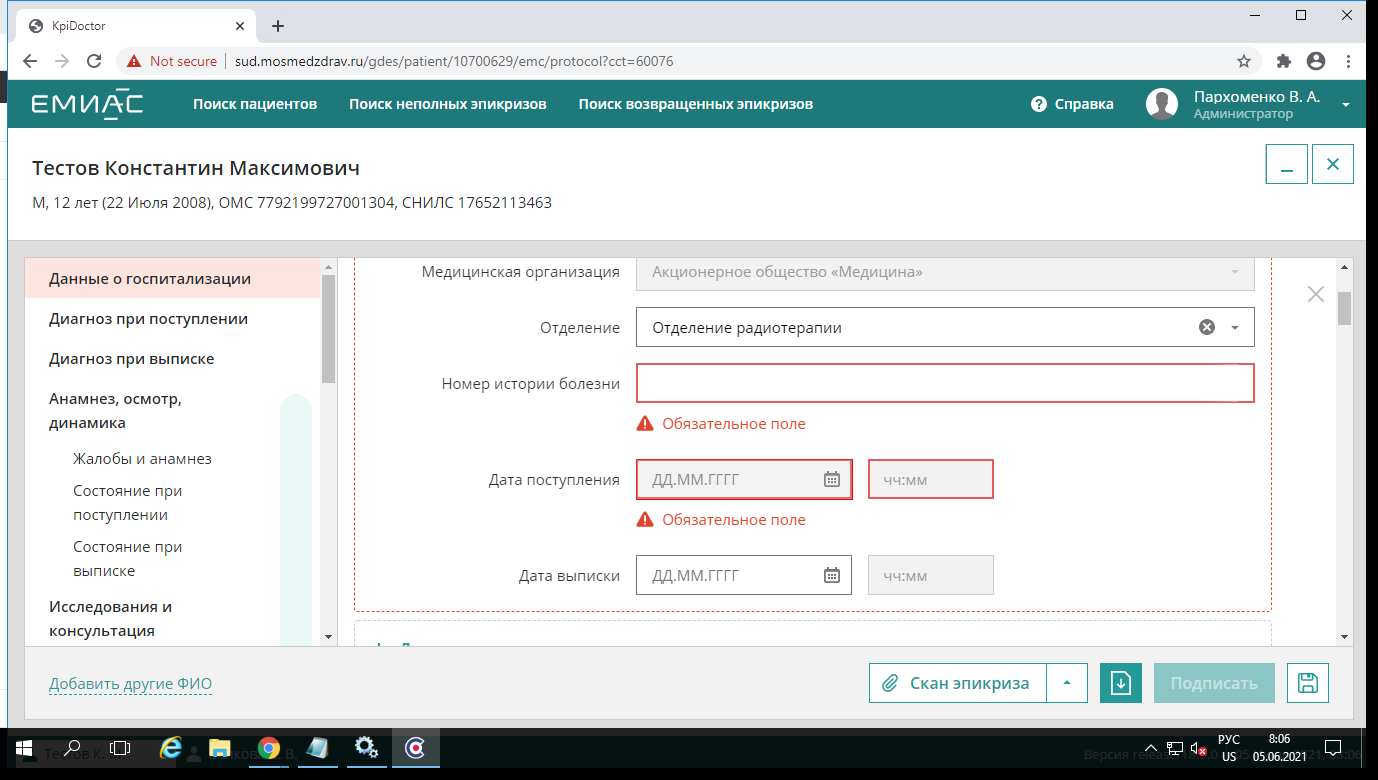 KpiDoctor
Not secure
sud.mosmedzdrav.ru/gdes/patient/10700629/emc/protocol?cct=60076
ЕМИАС
Поиск пациентов
Поиск неполных эпикризов
Поиск возвращенных эпикризов
Справка
Пархоменко В. А.
Администратор
Тестов Константин Максимович
М, 12 лет (22 Июля 2008), ОМС 7792199727001304, СНИЛС 17652113463
Данные о госпитализации
Диагноз при поступлении
Диагноз при выписке
Анамнез, осмотр,
динамика
Жалобы и анамнез
Состояние при
поступлении
Состояние при
выписке
Исследования и
консультация
Медицинская организация
Акционерное общество «Медицина»
Отделение
Отделение радиотерапии
Номер истории болезни
Обязательное поле
Дата поступления
ДД.ММ.ГГГГ
чч:мм
Обязательное поле
Дата выписки
ДД.ММ.ГГГГ
чч:мм
Добавить другие ФИО
Скан эпикриза
Подписать
РУС
US
8:06
05.06.2021